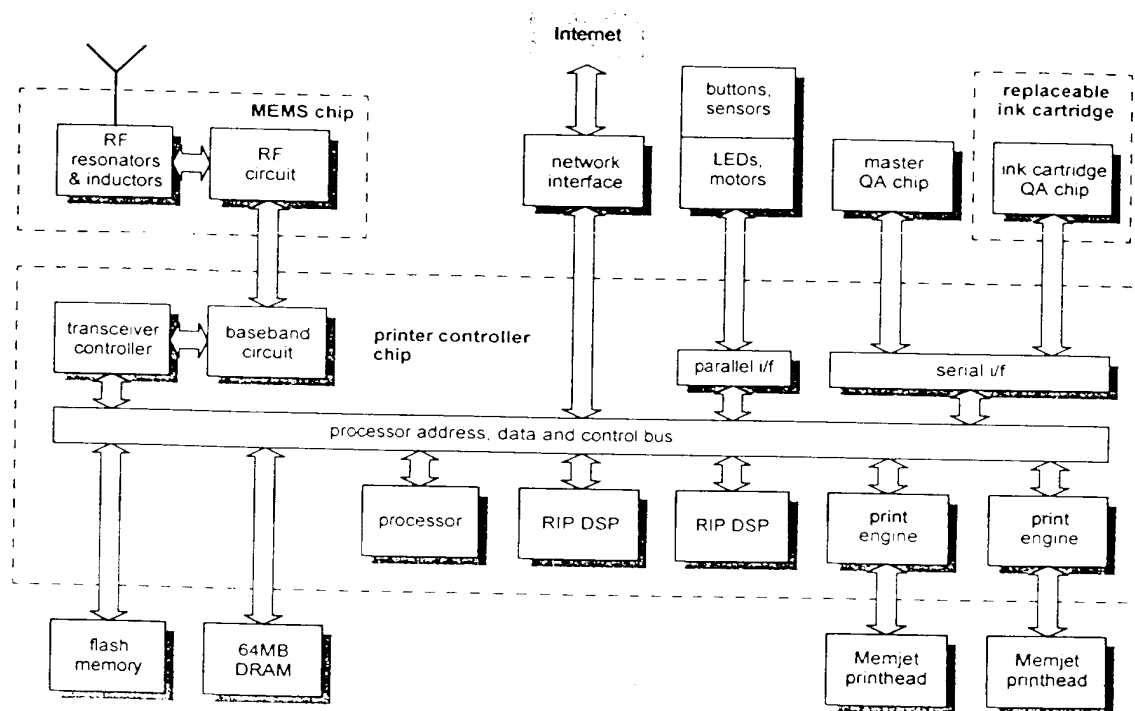 Internet
MEMS chip
RF
resonators
& inductors
RF
circuit
network
interface
buttons,
sensors
LEDs,
motors
master
QA chip
replaceable
ink cartridge
ink cartridge
QA chip
transceiver
controller
baseband
circuit
printer controller
chip
parallel i/f
serial i/f
processor address, data and control bus
processor
RIP DSP
RIP DSP
print
engine
print
engine
flash
memory
64MB
DRAM
Memjet
printhead
Memjet
printhead